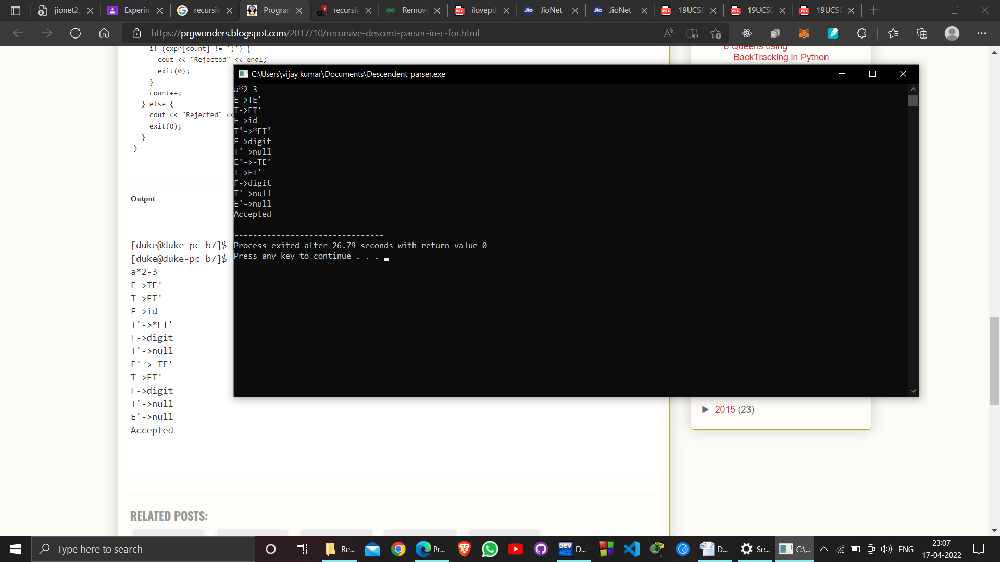 jionet2.
Experim
recursiv
Progran
recursiv
Removi
ilovepd
JioNet
JioNet
19UCS
19UCS
19UCS
https://prgwonders.blogspot.com/2017/10/recursive-descent-parser-in-c-for.html
if (expr[count] != ')') {
cout << "Rejected" << endl;
exit(0);
}
count++;
} else {
cout << "Rejected" <<
exit(0);
}
}
Output
[duke@duke-pc b7]$
[duke@duke-pc b7]$
a*2-3
E->TE'
T->FT'
F->id
T'->*FT'
F->digit
T'->null
E'->-TE'
T->FT'
F->digit
T'->null
E'->null
Accepted
RELATED POSTS:
C:\Users\vijay kumar\Documents\Descendent_parser.exe
a*2-3
E->TE'
T->FT'
F->id
T'->*FT'
F->digit
T'->null
E'->-TE'
T->FT'
F->digit
T'->null
E'->null
Accepted
--------------------------------
Process exited after 26.79 seconds with return value 0
Press any key to continue . . .
8 Queens using
BackTracking in Python
► 2015 (23)
Type here to search
Re...
Pr...
D...
D...
Se...
C:\...
ENG
23:07
17-04-2022